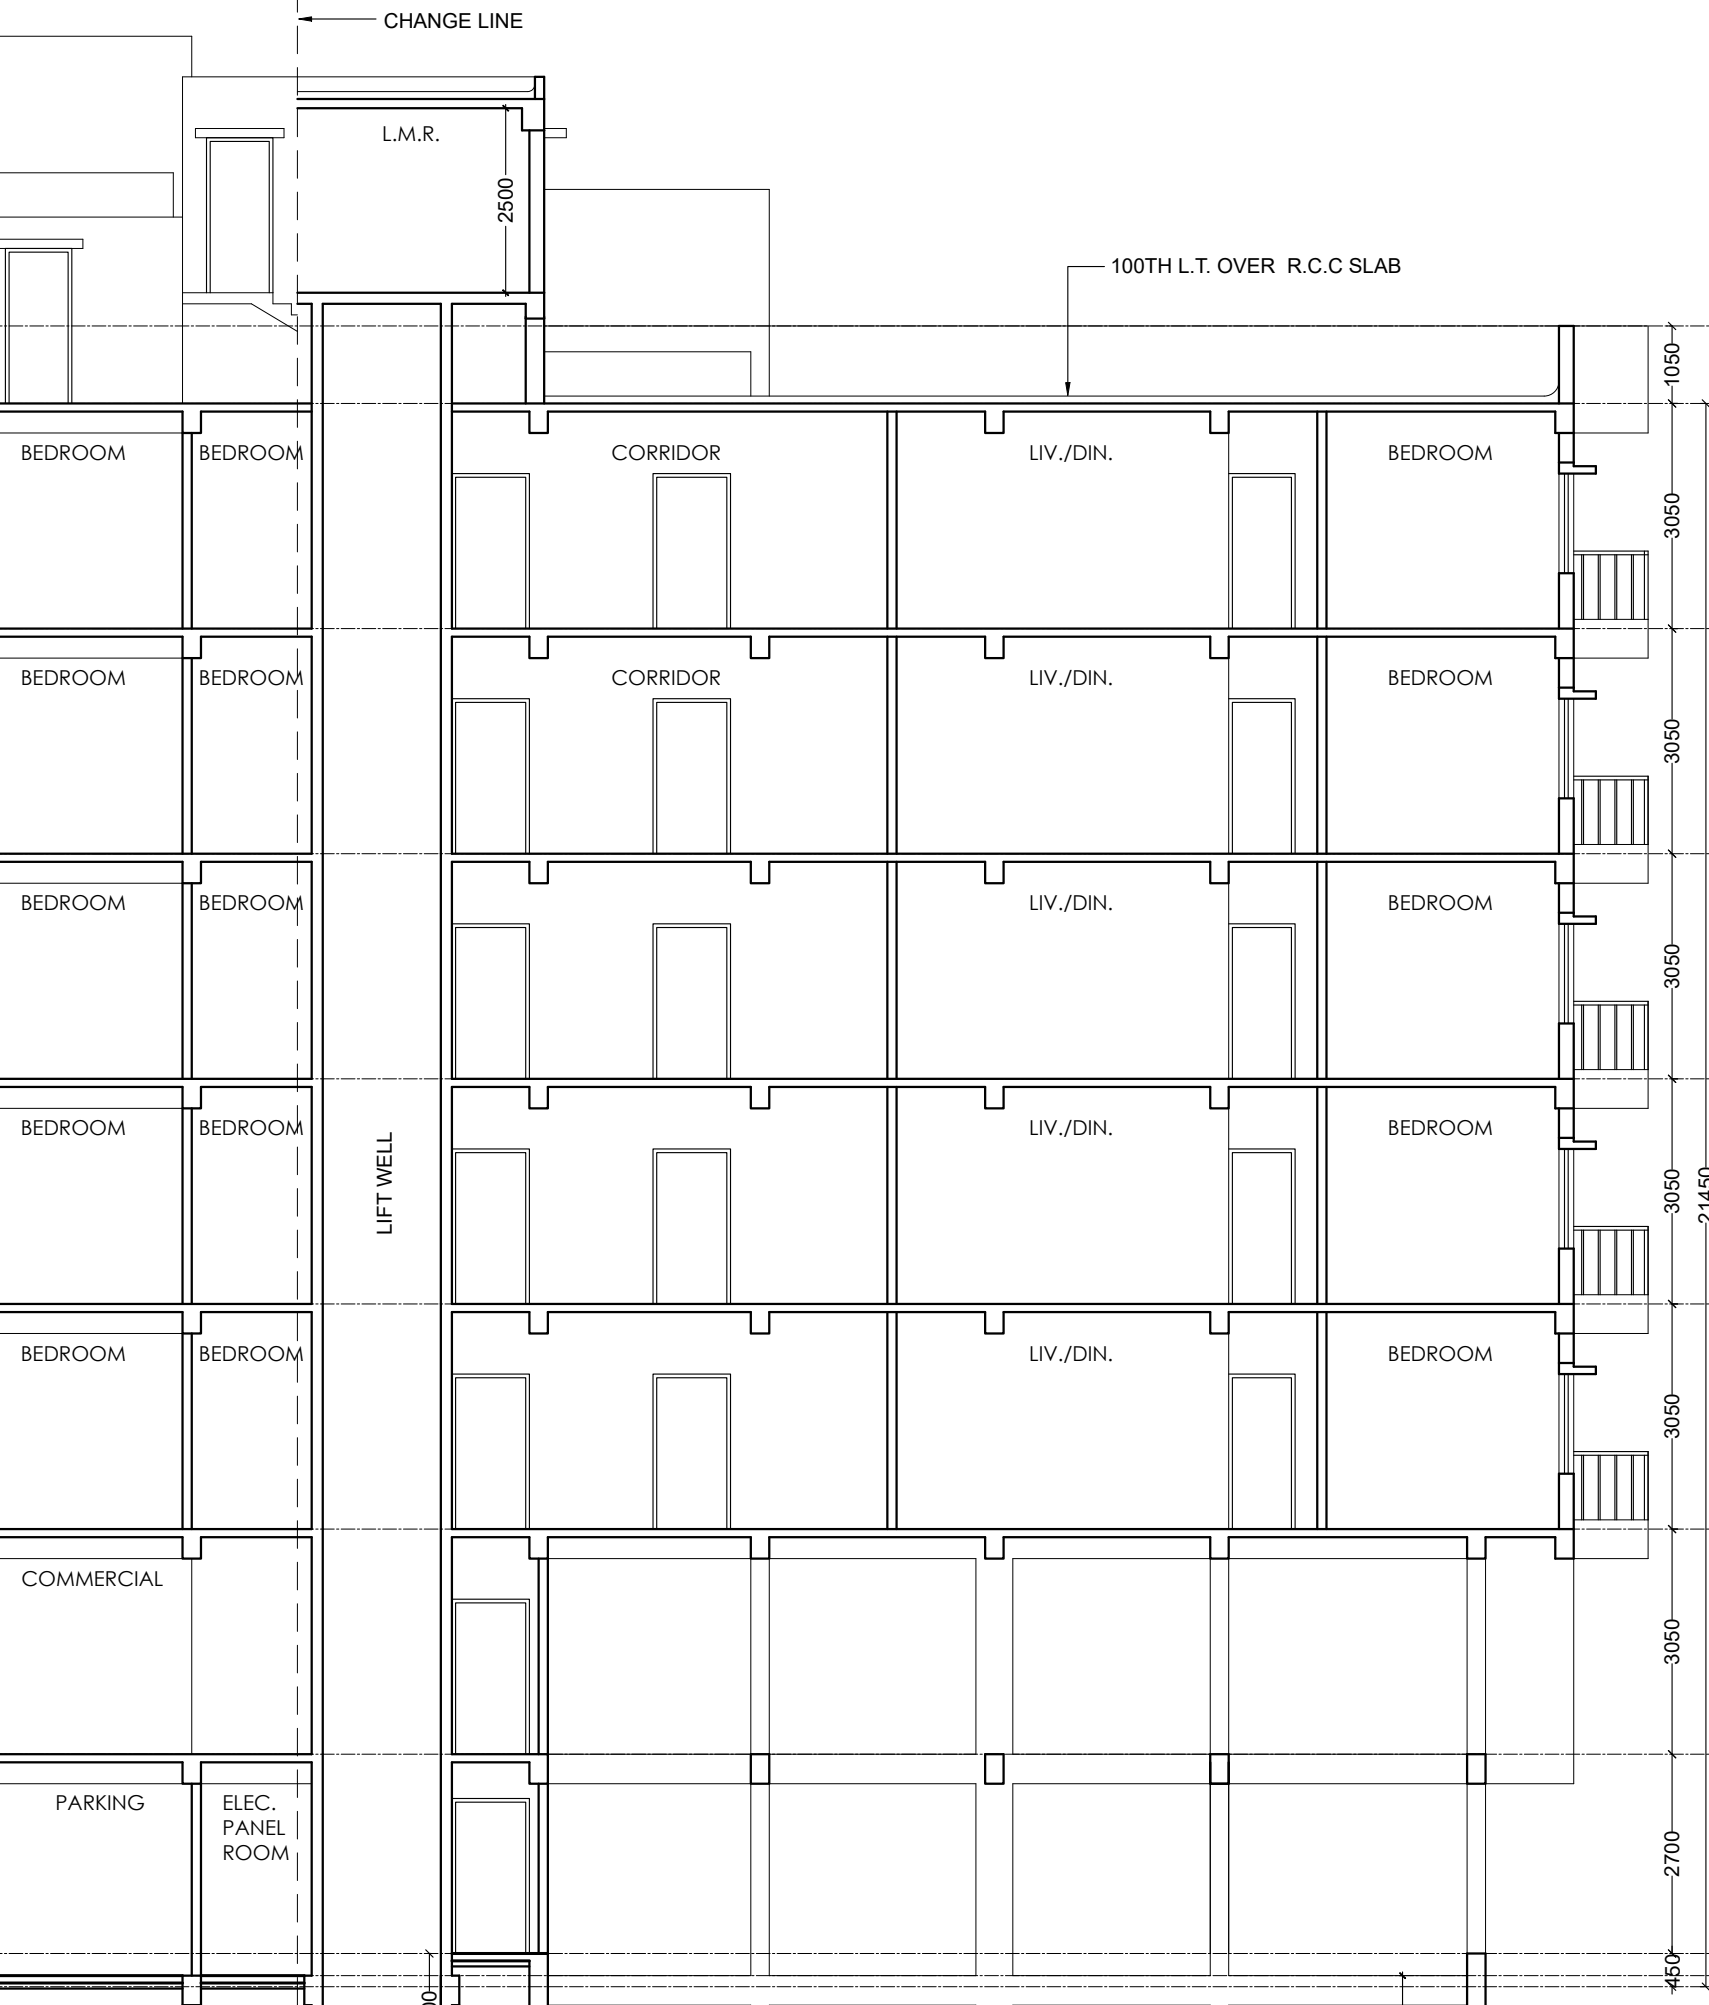 CHANGE LINE
L.M.R.
2500
100TH L.T. OVER R.C.C SLAB
1050
BEDROOM BEDROOM CORRIDOR LIV./DIN. BEDROOM
3050
BEDROOM BEDROOM CORRIDOR LIV./DIN. BEDROOM
3050
BEDROOM BEDROOM LIV./DIN. BEDROOM
3050
BEDROOM BEDROOM LIV./DIN. BEDROOM
LIFT WELL
3050
21450
BEDROOM BEDROOM LIV./DIN. BEDROOM
3050
COMMERCIAL
3050
PARKING
ELEC.
PANEL
ROOM
2700
450